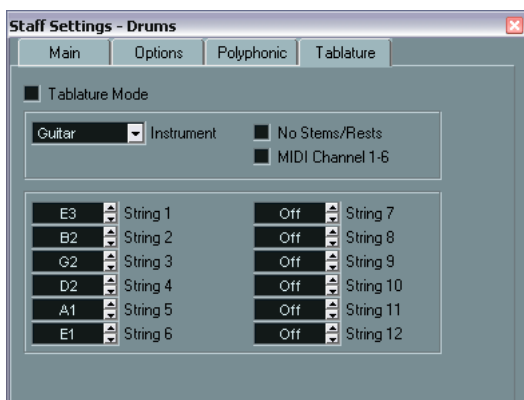 Staff Settings - Drums
Main Options Polyphonic Tablature
Tablature Mode
Guitar Instrument No Stems/Rests
MIDI Channel 1-6
E3 String 1 Off String 7
B2 String 2 Off String 8
G2 String 3 Off String 9
D2 String 4 Off String 10
A1 String 5 Off String 11
E1 String 6 Off String 12